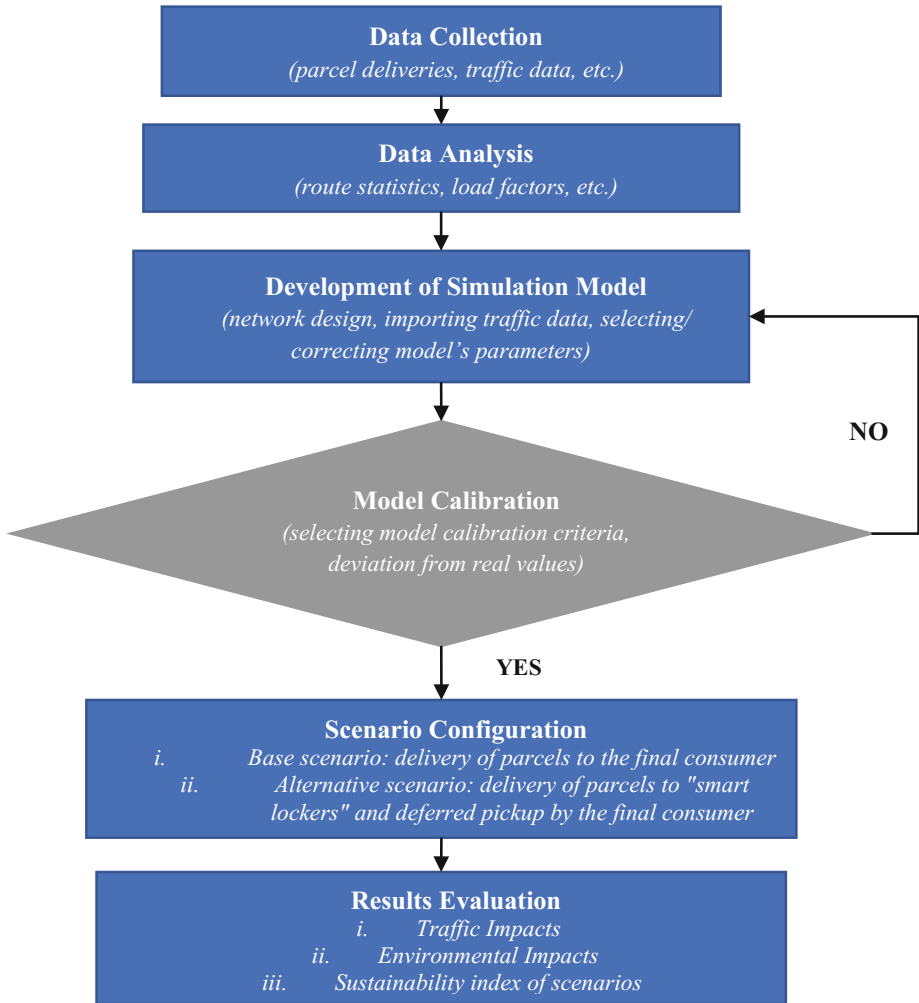 Data Collection
(parcel deliveries, traffic data, etc.)
Data Analysis
(route statistics, load factors, etc.)
Development of Simulation Model
(network design, importing traffic data, selecting/
correcting model’s parameters)
NO
Model Calibration
(selecting model calibration criteria,
deviation from real values)
YES
Scenario Configuration
i. Base scenario: delivery of parcels to the final consumer
ii. Alternative scenario: delivery of parcels to "smart
lockers" and deferred pickup by the final consumer
Results Evaluation
i. Traffic Impacts
ii. Environmental Impacts
iii. Sustainability index of scenarios